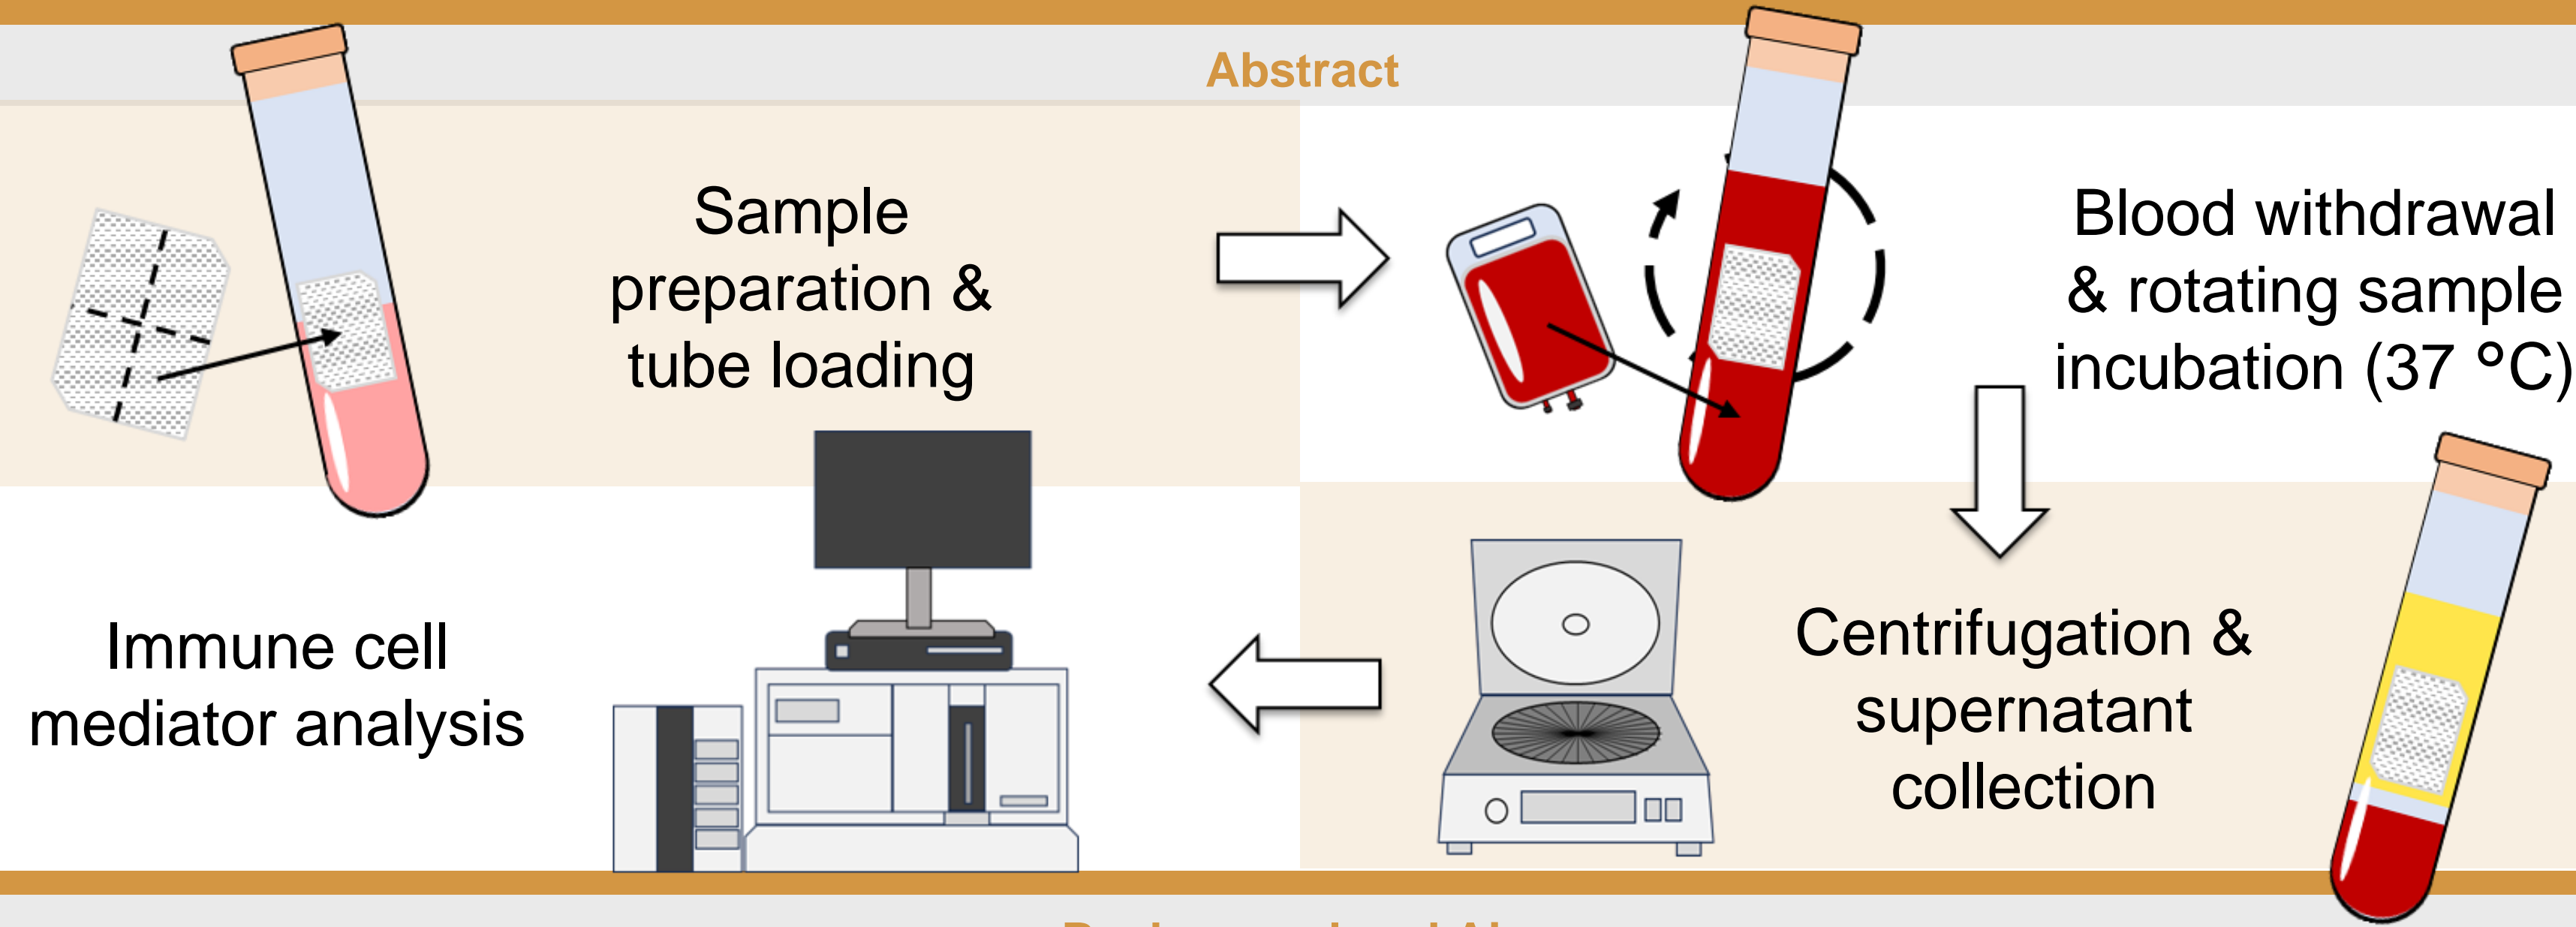 Abstract
Sample
preparation &
tube loading
Blood withdrawal
& rotating sample
incubation (37 °C)
Immune cell
mediator analysis
Centrifugation &
supernatant
collection